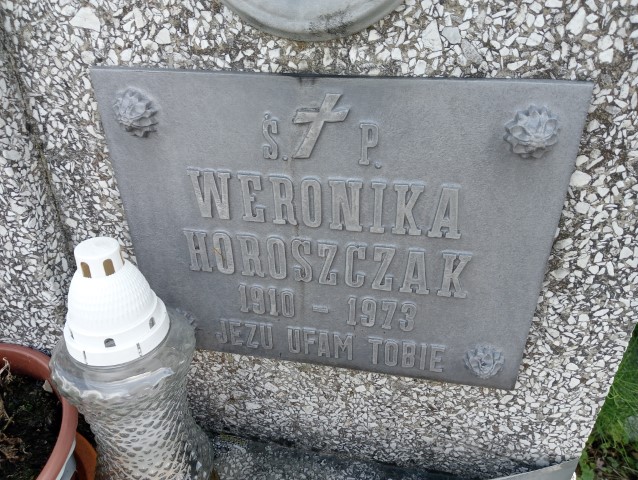 Ś. P.
WERONIKA
HOROSZCZAK
1910 - 1973
JEZU UFAM TOBIE